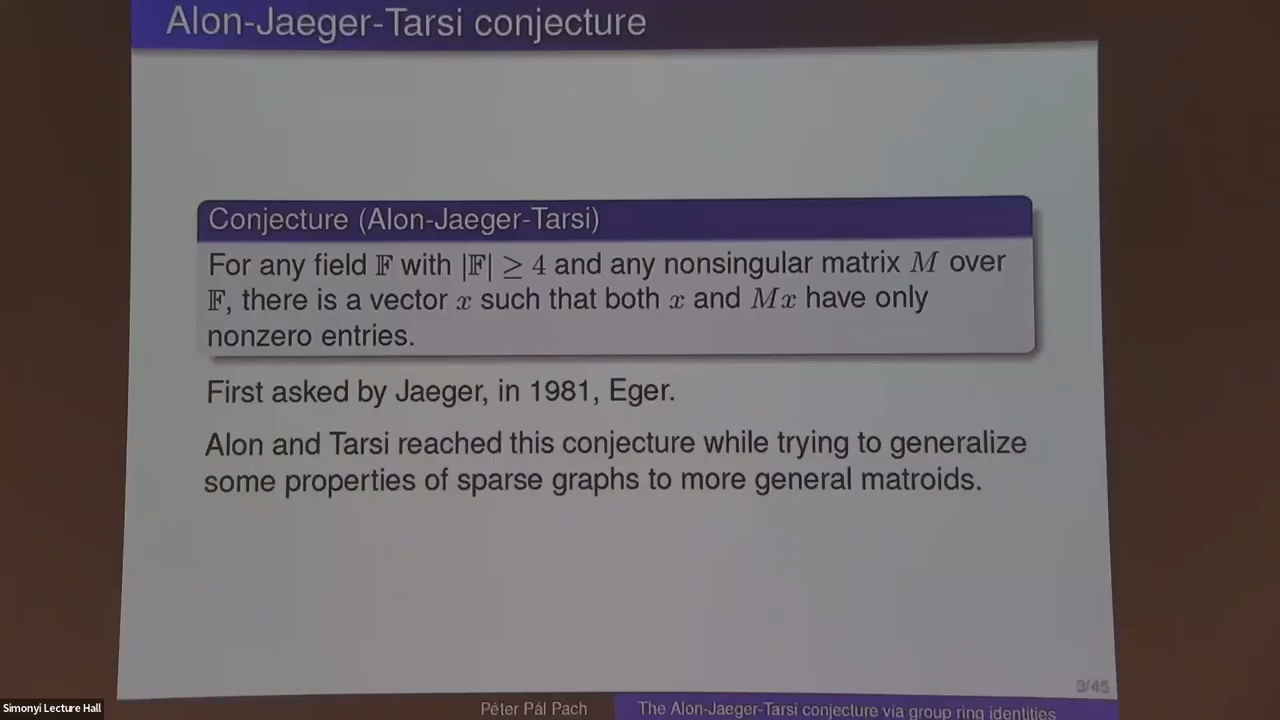 Alon-Jaeger-Tarsi conjecture
Conjecture (Alon-Jaeger-Tarsi)
For any field 𝔽 with |𝔽| ≥ 4 and any nonsingular matrix M over
𝔽, there is a vector x such that both x and Mx have only
nonzero entries.
First asked by Jaeger, in 1981, Eger.
Alon and Tarsi reached this conjecture while trying to generalize
some properties of sparse graphs to more general matroids.
3/45
Péter Pál Pach
The Alon-Jaeger-Tarsi conjecture via group ring identities
Simonyi Lecture Hall